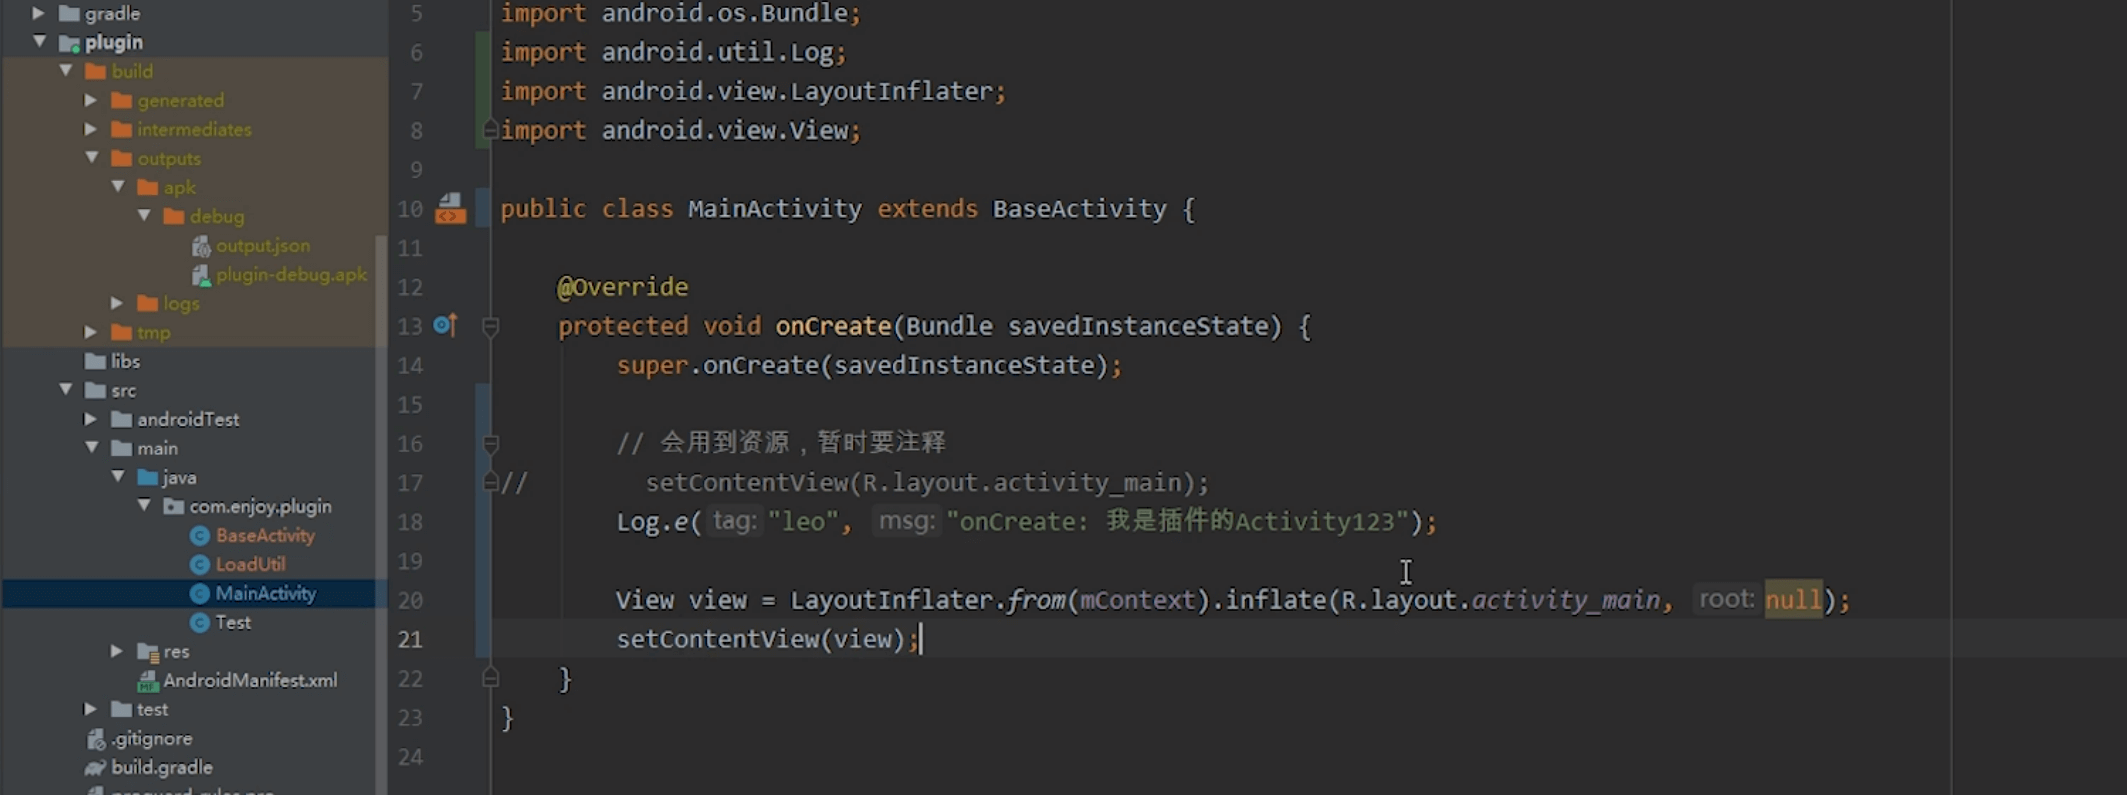 gradle
plugin
build
generated
intermediates
outputs
apk
debug
output.json
plugin-debug.apk
logs
tmp
libs
src
androidTest
main
java
com.enjoy.plugin
BaseActivity
LoadUtil
MainActivity
Test
res
AndroidManifest.xml
test
.gitignore
build.gradle
5 import android.os.Bundle;
6 import android.util.Log;
7 import android.view.LayoutInflater;
8 import android.view.View;
9
10 public class MainActivity extends BaseActivity {
11
12 @Override
13 protected void onCreate(Bundle savedInstanceState) {
14 super.onCreate(savedInstanceState);
15
16 // 会用到资源，暂时要注释
17 // setContentView(R.layout.activity_main);
18 Log.e( tag: "leo", msg: "onCreate: 我是插件的Activity123");
19
20 View view = LayoutInflater.from(mContext).inflate(R.layout.activity_main, root: null);
21 setContentView(view);
22 }
23 }
24